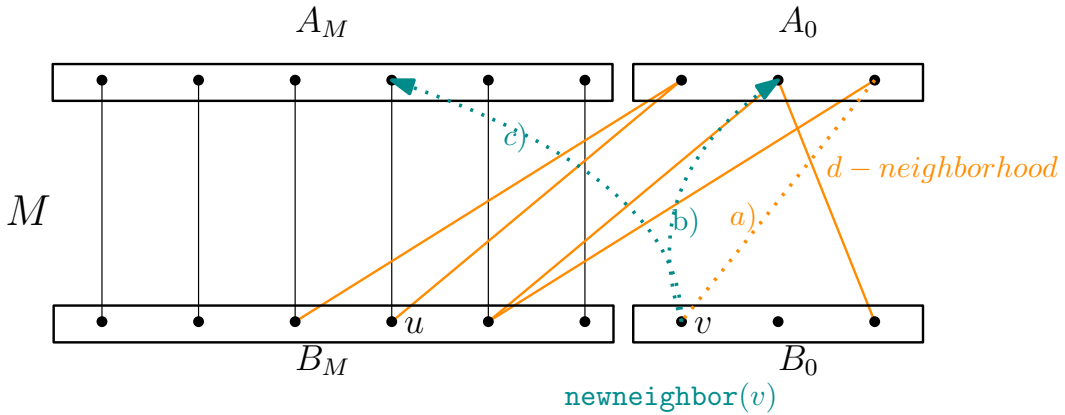 A_M A_0
c)
d − neighborhood
M b) a)
u v
B_M B_0
newneighbor(v)